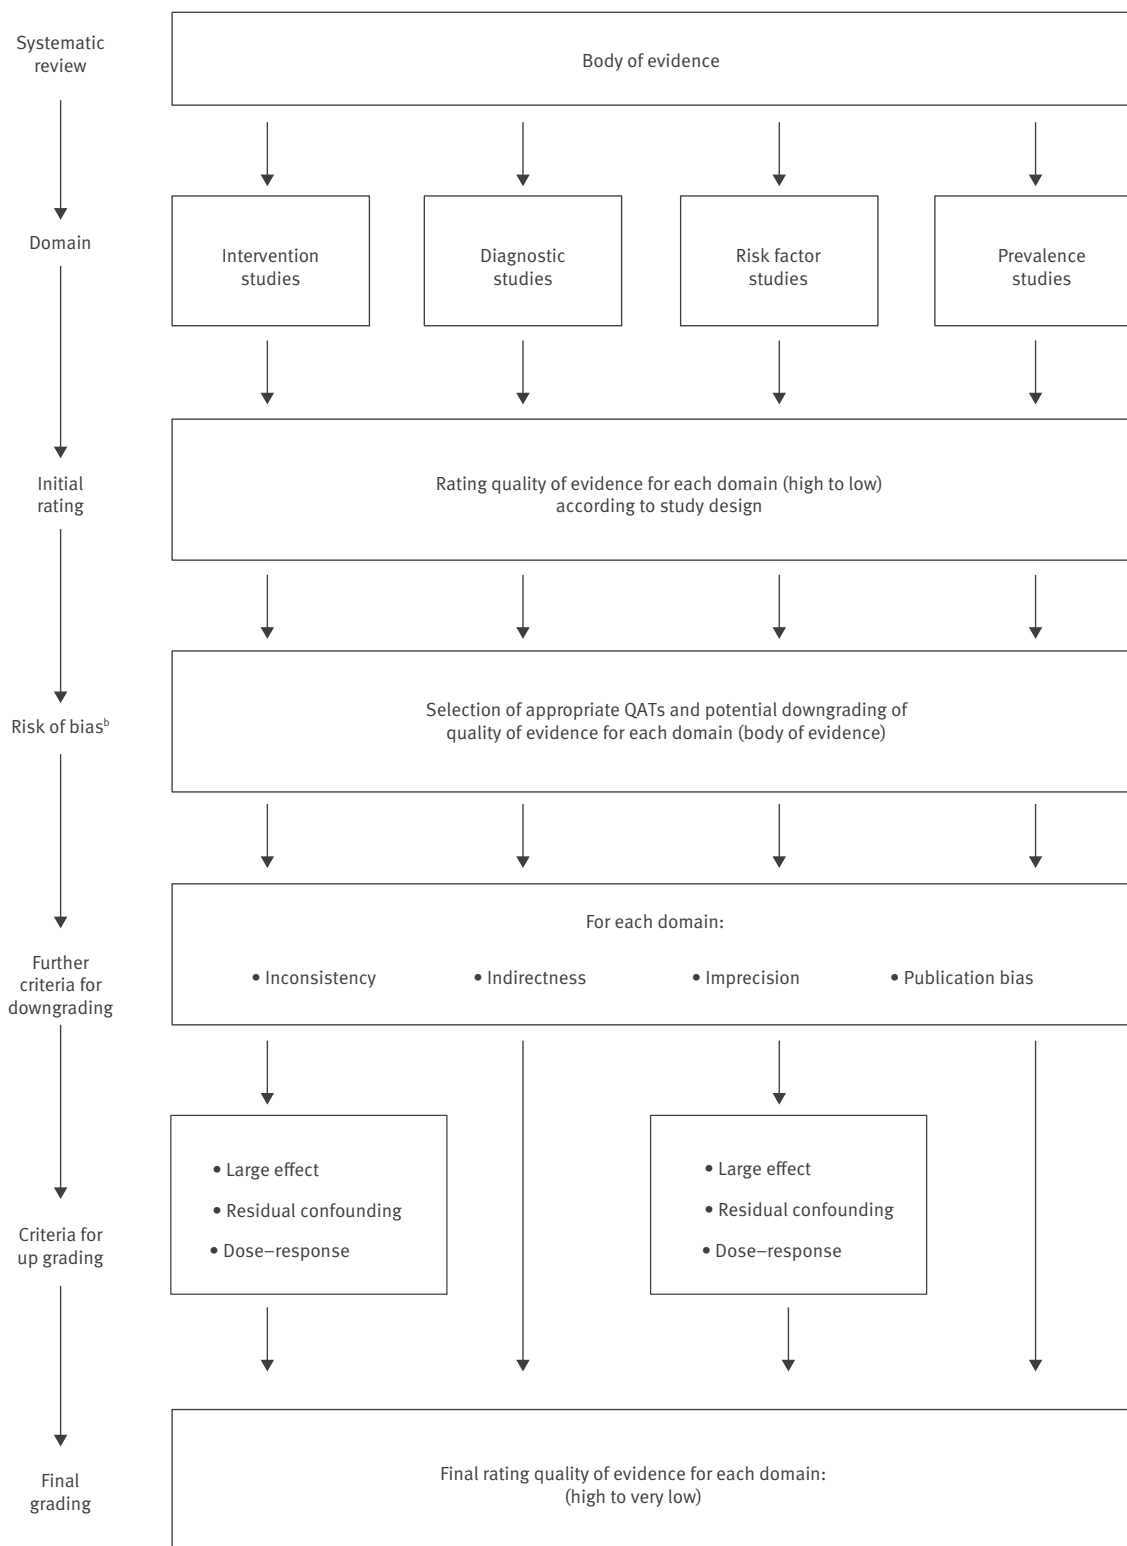 Systematic
review
Body of evidence
Domain
Intervention
studies
Diagnostic
studies
Risk factor
studies
Prevalence
studies
Initial
rating
Rating quality of evidence for each domain (high to low)
according to study design
Risk of biasᵇ
Selection of appropriate QATs and potential downgrading of
quality of evidence for each domain (body of evidence)
Further
criteria for
downgrading
For each domain:
• Inconsistency • Indirectness • Imprecision • Publication bias
Criteria for
up grading
• Large effect
• Residual confounding
• Dose–response
• Large effect
• Residual confounding
• Dose–response
Final
grading
Final rating quality of evidence for each domain:
(high to very low)